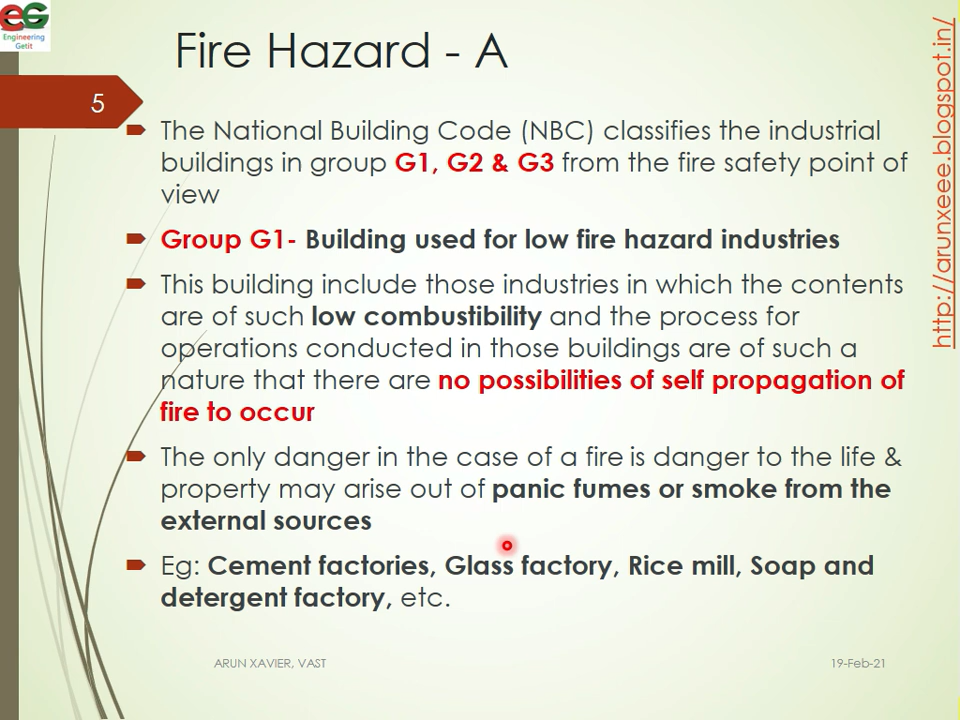 EG
Engineering
Getit
Fire Hazard - A
5
http://arunxeee.blogspot.in/
The National Building Code (NBC) classifies the industrial
buildings in group G1, G2 & G3 from the fire safety point of
view
Group G1- Building used for low fire hazard industries
This building include those industries in which the contents
are of such low combustibility and the process for
operations conducted in those buildings are of such a
nature that there are no possibilities of self propagation of
fire to occur
The only danger in the case of a fire is danger to the life &
property may arise out of panic fumes or smoke from the
external sources
Eg: Cement factories, Glass factory, Rice mill, Soap and
detergent factory, etc.
ARUN XAVIER, VAST
19-Feb-21